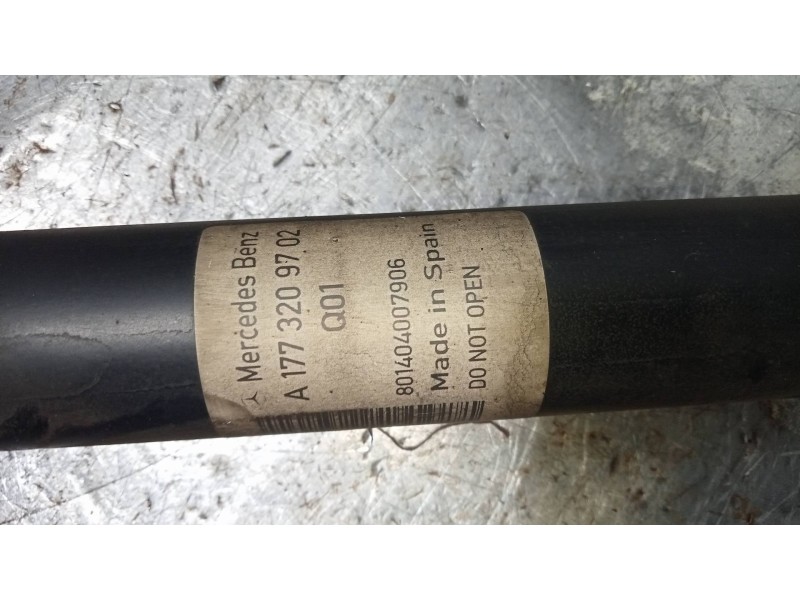 Mercedes Benz
A 177 320 97 02
Q01
801404007906
Made in Spain
DO NOT OPEN